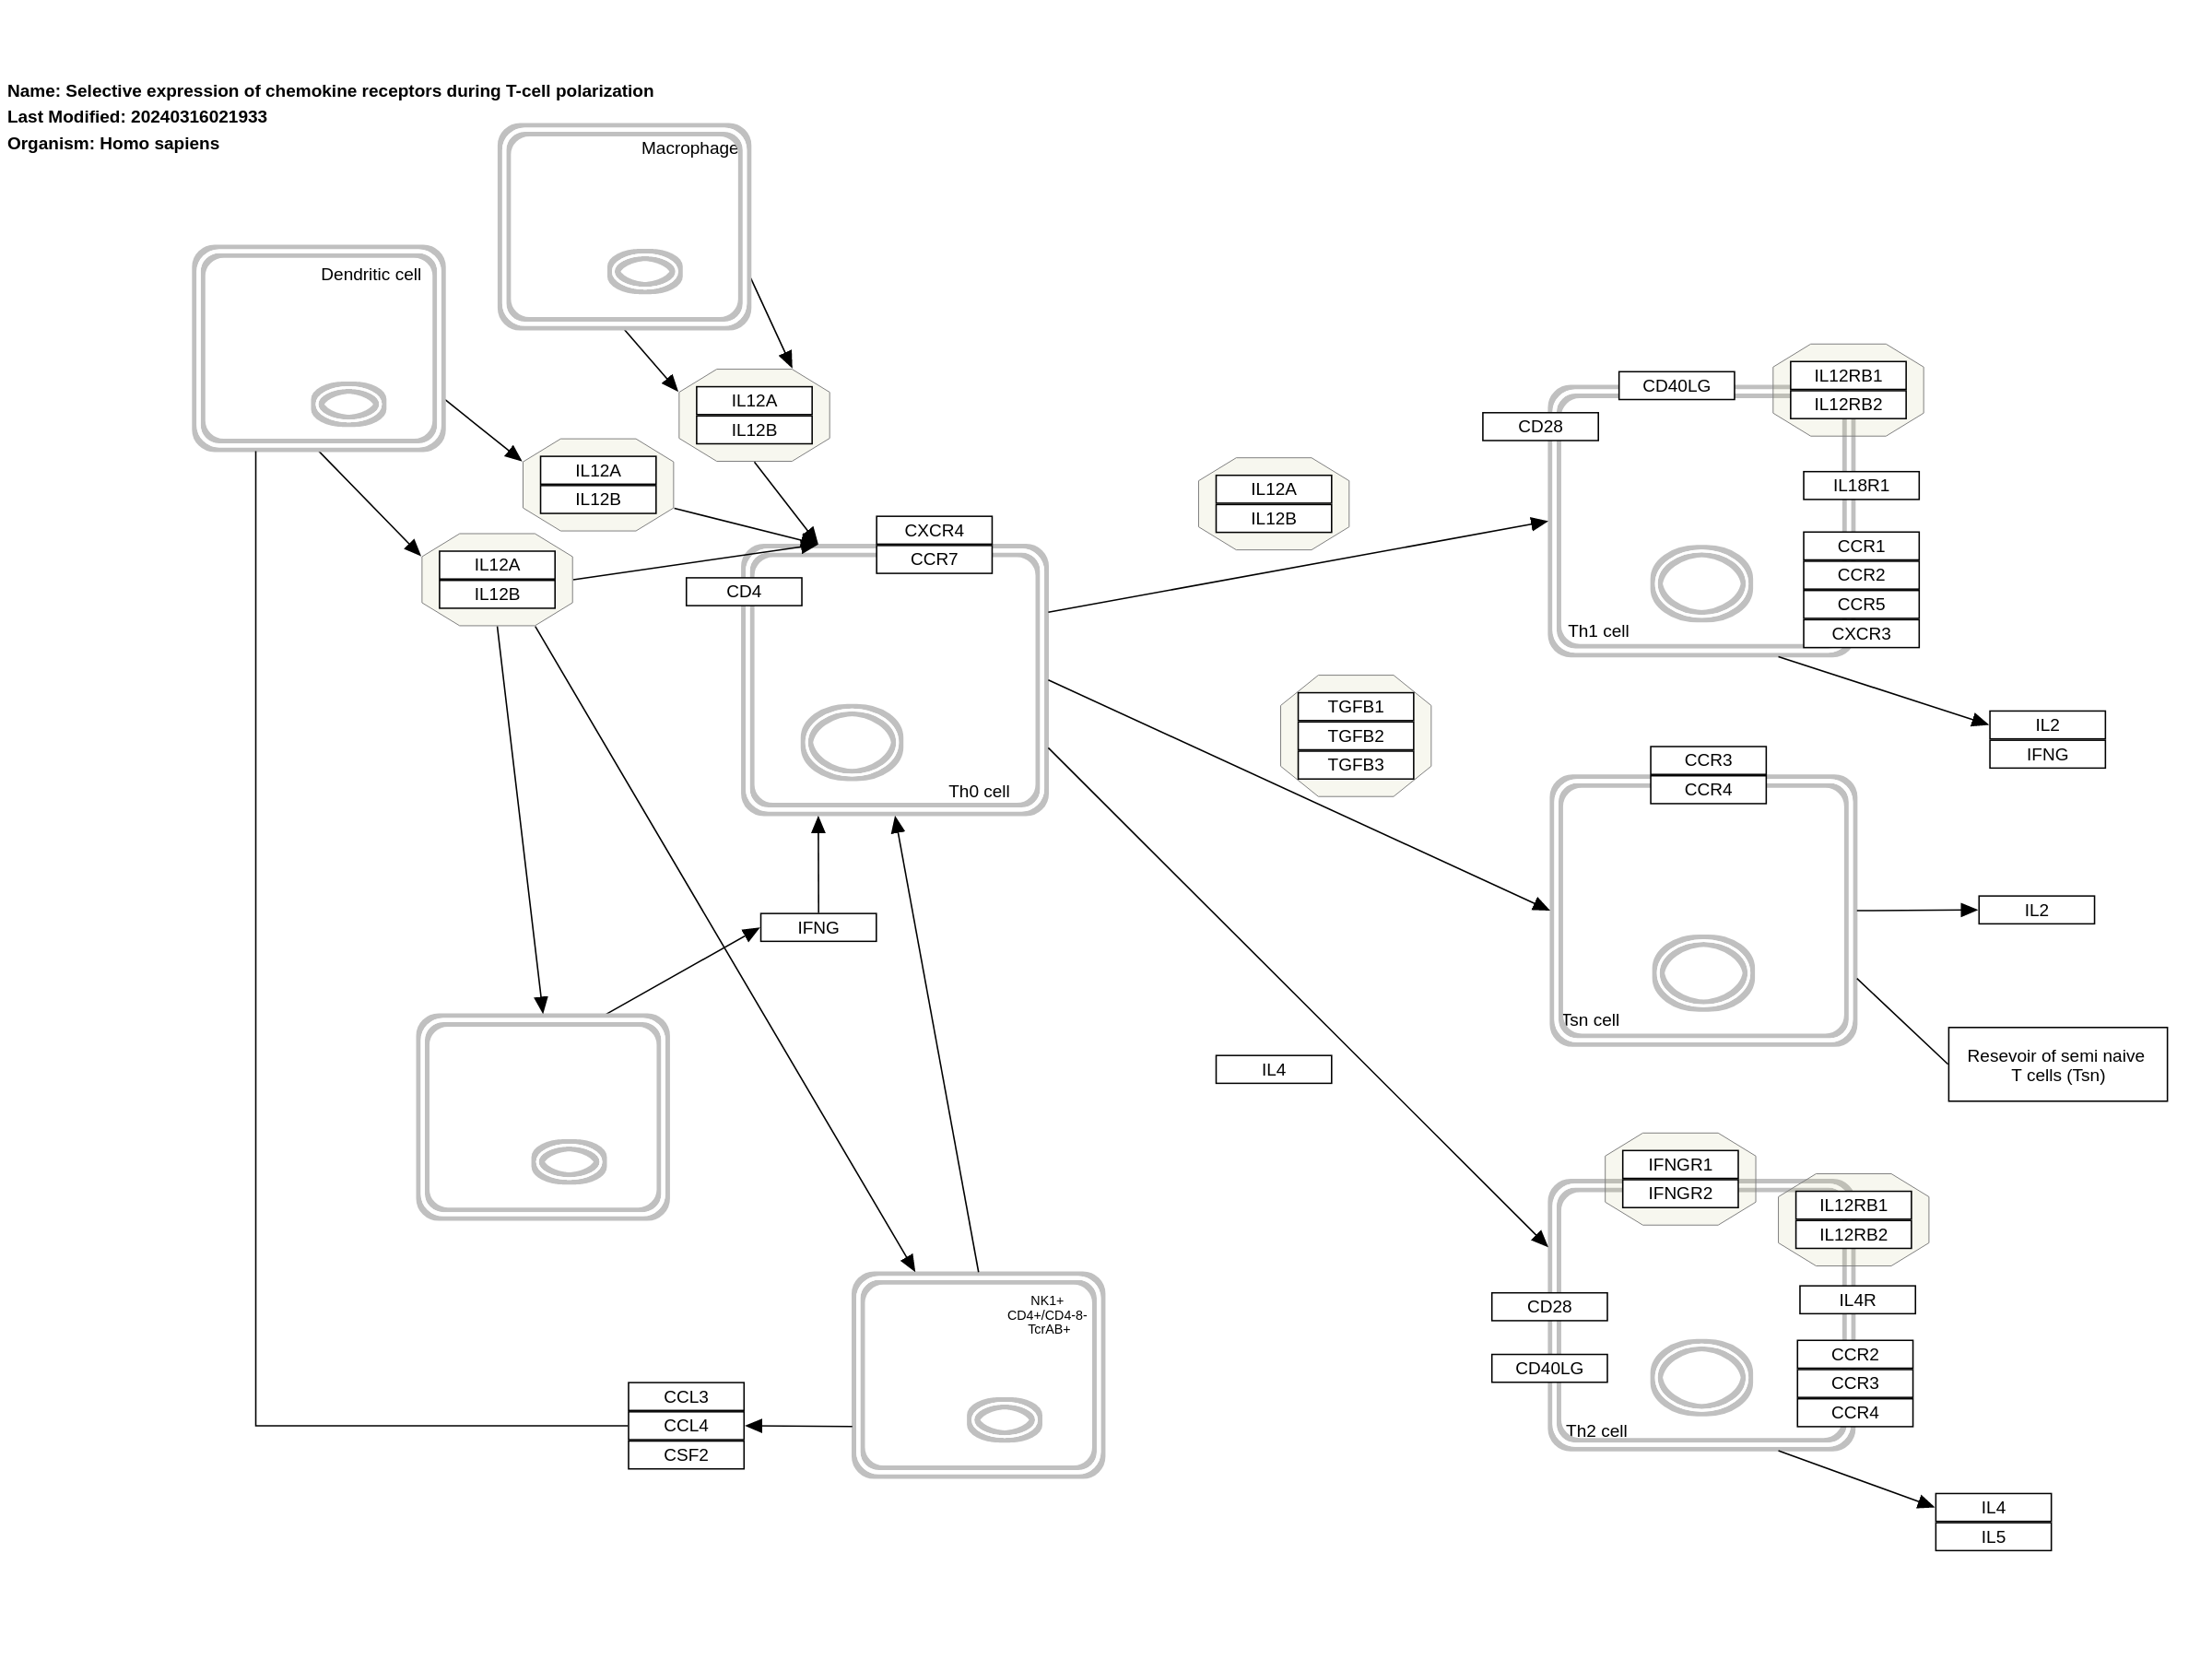 Name: Selective expression of chemokine receptors during T-cell polarization
Last Modified: 20240316021933
Organism: Homo sapiens
Macrophage
Dendritic cell
IL12A
IL12B
IL12A
IL12B
IL12A
IL12B
CXCR4
CCR7
CD4
Th0 cell
IFNG
NK1+
CD4+/CD4-8-
TcrAB+
CCL3
CCL4
CSF2
IL12A
IL12B
TGFB1
TGFB2
TGFB3
IL4
CD40LG
CD28
IL12RB1
IL12RB2
IL18R1
CCR1
CCR2
CCR5
CXCR3
Th1 cell
IL2
IFNG
CCR3
CCR4
Tsn cell
IL2
Resevoir of semi naive
T cells (Tsn)
IFNGR1
IFNGR2
IL12RB1
IL12RB2
IL4R
CD28
CD40LG
CCR2
CCR3
CCR4
Th2 cell
IL4
IL5